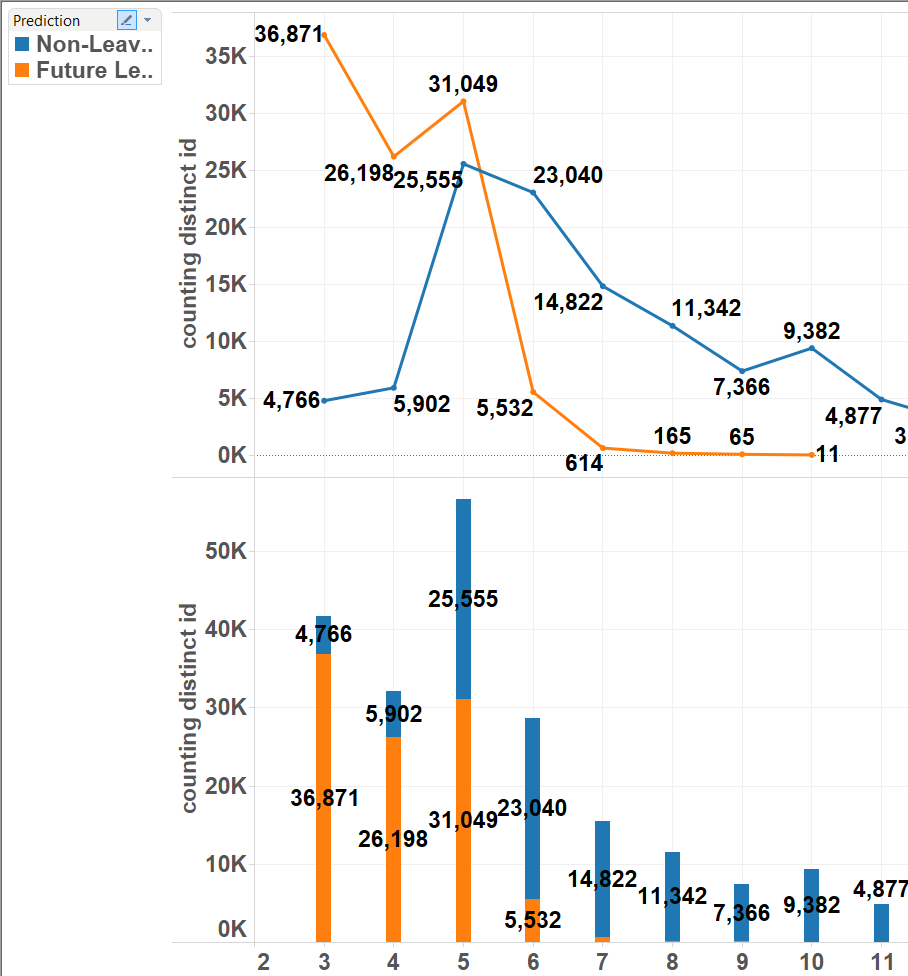 Prediction
Non-Leav..
Future Le..
counting distinct id
35K
30K
25K
20K
15K
10K
5K
0K
36,871
31,049
26,198
25,555
23,040
14,822
11,342
9,382
7,366
4,766
5,902
5,532
4,877
3
614
165
65
11
counting distinct id
50K
40K
30K
20K
10K
0K
25,555
4,766
5,902
36,871
26,198
31,049
23,040
5,532
14,822
11,342
7,366
9,382
4,877
2 3 4 5 6 7 8 9 10 11